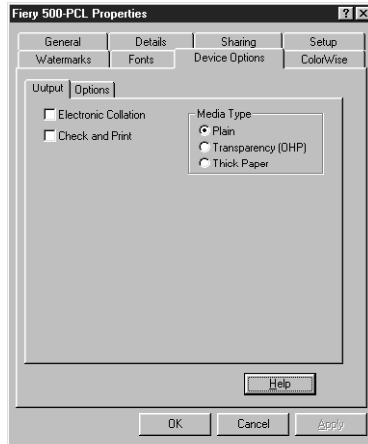 Fiery 500-PCL Properties
General Details Sharing Setup
Watermarks Fonts Device Options ColorWise
Output Options
Electronic Collation
Check and Print
Media Type
Plain
Transparency (OHP)
Thick Paper
Help
OK Cancel Apply